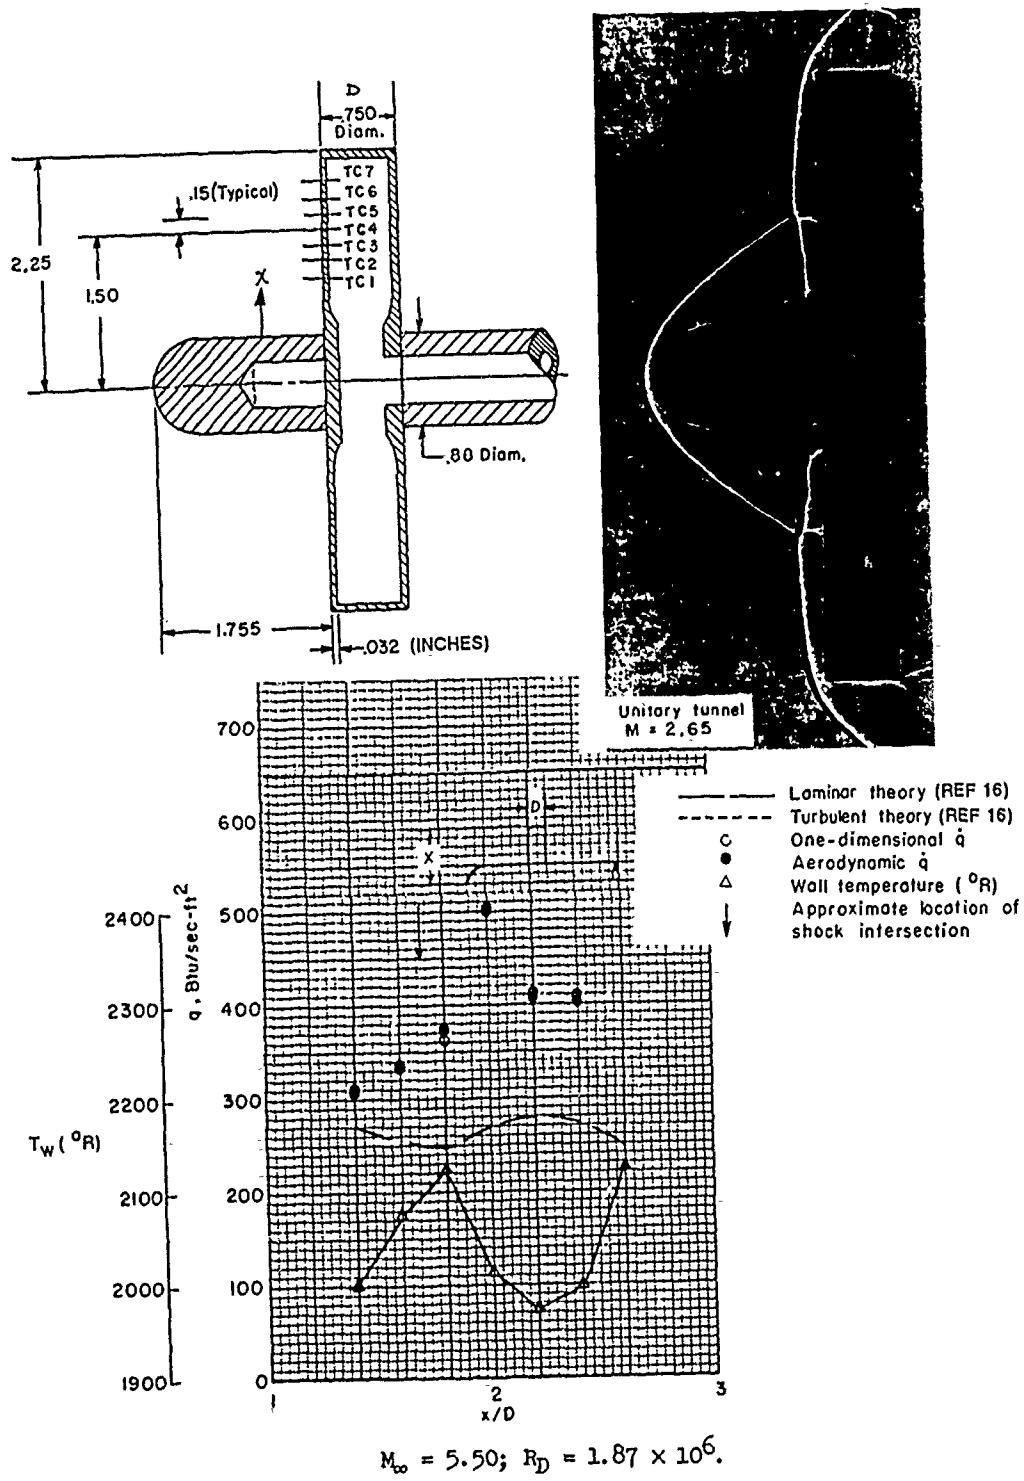 D
.750
Diam.
TC7
TC6
TC5
TC4
TC3
TC2
TC1
.15(Typical)
2.25
1.50
X
.80 Diam.
1.755
.032 (INCHES)
Unitary tunnel
M = 2.65
Laminar theory (REF 16)
Turbulent theory (REF 16)
One-dimensional q̇
Aerodynamic q̇
Wall temperature (°R)
Approximate location of
shock intersection
D
X
700
600
500
400
300
200
100
0
q, Btu/sec-ft²
2400
2300
2200
2100
2000
1900
T_W (°R)
1
2
3
x/D
M∞ = 5.50; R_D = 1.87 × 10⁶.